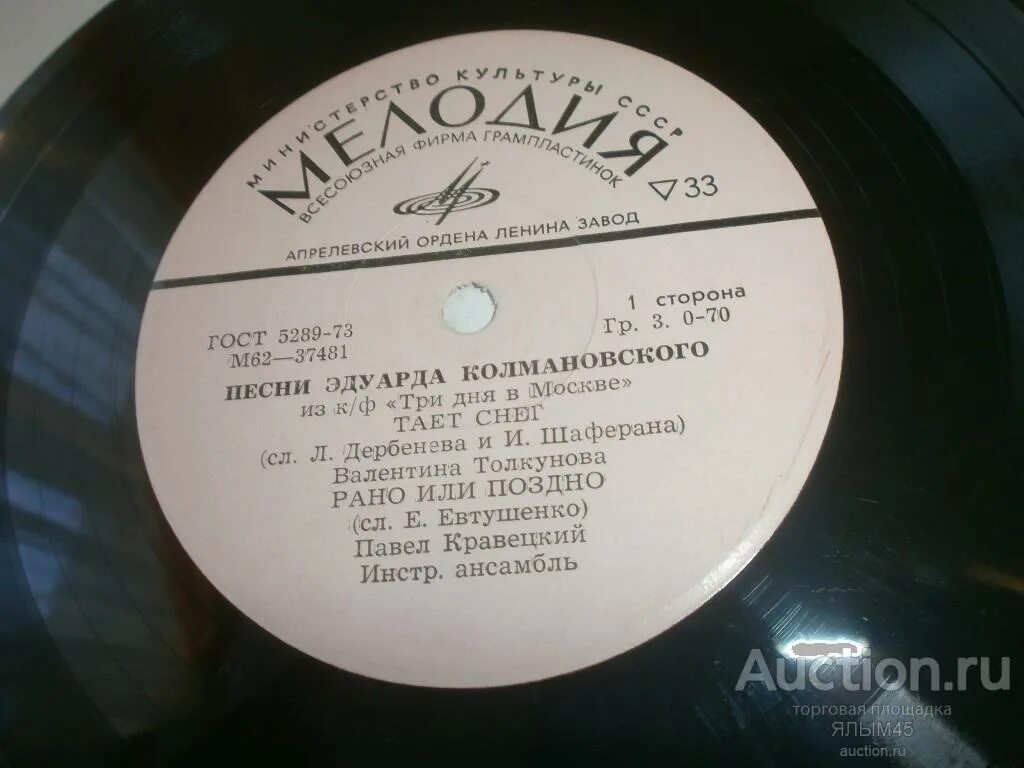 МИНИСТЕРСТВО КУЛЬТУРЫ СССР
МЕЛОДИЯ
ВСЕСОЮЗНАЯ ФИРМА ГРАМПЛАСТИНОК
33
АПРЕЛЕВСКИЙ ОРДЕНА ЛЕНИНА ЗАВОД
ГОСТ 5289-73
М62—37481
1 сторона
Гр. 3. 0-70
ПЕСНИ ЭДУАРДА КОЛМАНОВСКОГО
из к/ф «Три дня в Москве»
ТАЕТ СНЕГ
(сл. Л. Дербенева и И. Шаферана)
Валентина Толкунова
РАНО ИЛИ ПОЗДНО
(сл. Е. Евтушенко)
Павел Кравецкий
Инстр. ансамбль
Auction.ru
торговая площадка
ЯЛЫМ45
auction.ru